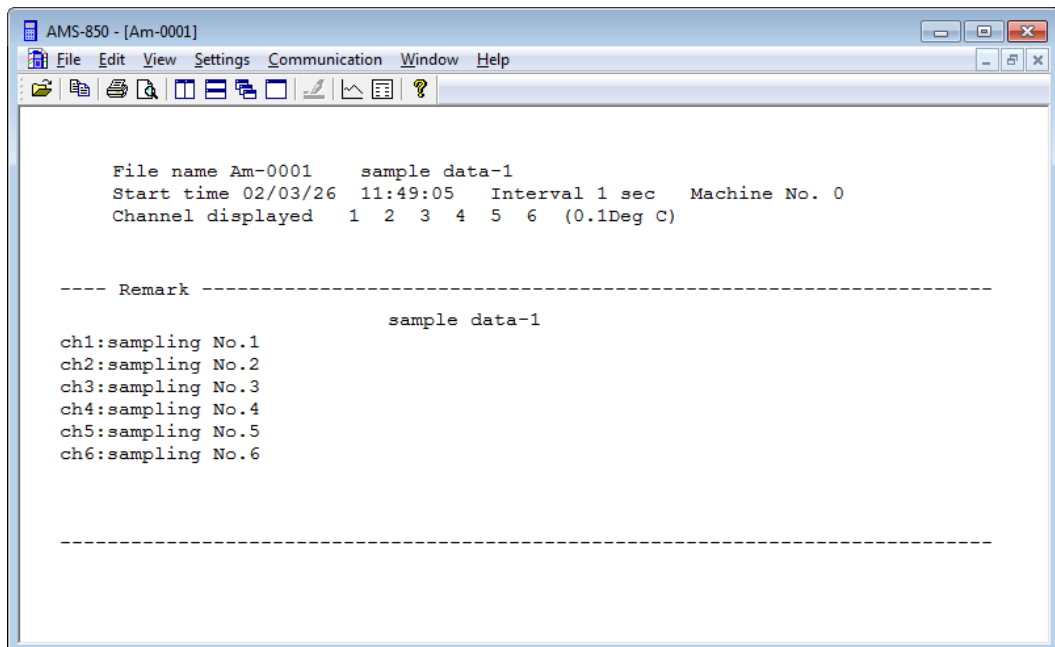 AMS-850 - [Am-0001]
File Edit View Settings Communication Window Help
File name Am-0001 sample data-1
Start time 02/03/26 11:49:05 Interval 1 sec Machine No. 0
Channel displayed 1 2 3 4 5 6 (0.1Deg C)
---- Remark -------------------------------------------------------------------
sample data-1
ch1:sampling No.1
ch2:sampling No.2
ch3:sampling No.3
ch4:sampling No.4
ch5:sampling No.5
ch6:sampling No.6
-------------------------------------------------------------------------------